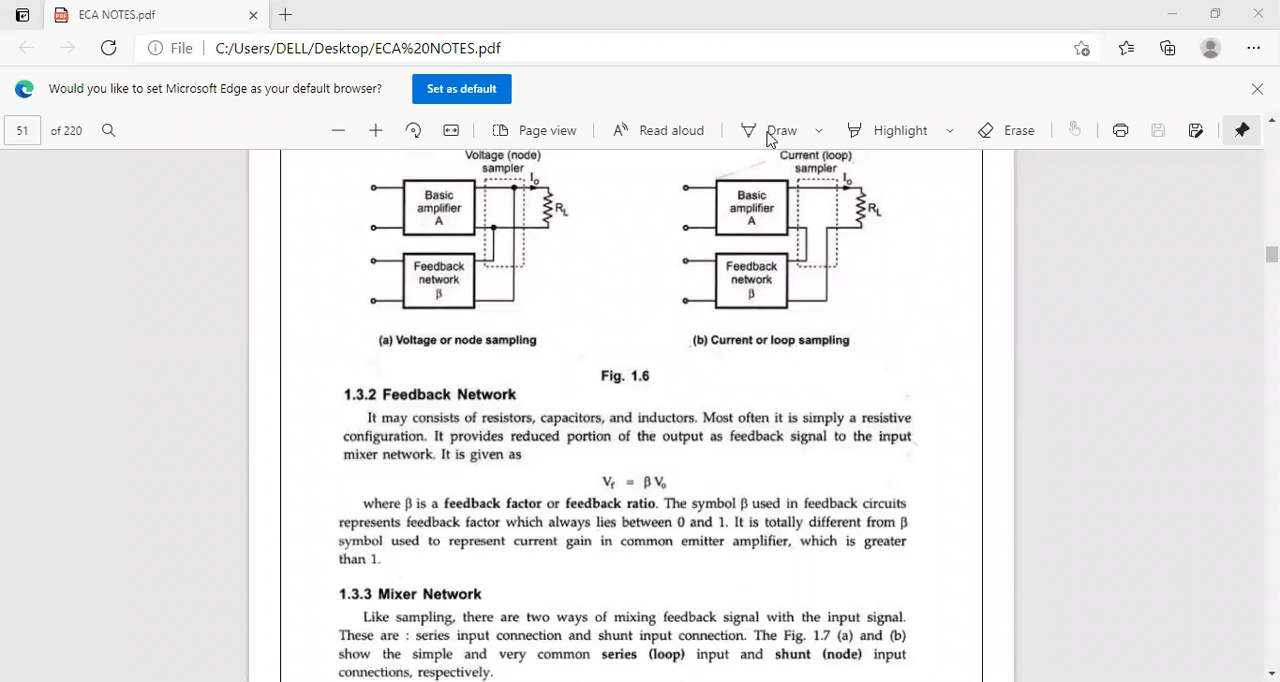 ECA NOTES.pdf
File C:/Users/DELL/Desktop/ECA%20NOTES.pdf
Would you like to set Microsoft Edge as your default browser? Set as default
51 of 220 Page view Read aloud Draw Highlight Erase
Voltage (node)
sampler
Io
Basic
amplifier
A
RL
Feedback
network
β
(a) Voltage or node sampling
Current (loop)
sampler
Io
Basic
amplifier
A
RL
Feedback
network
β
(b) Current or loop sampling
Fig. 1.6
1.3.2 Feedback Network
It may consists of resistors, capacitors, and inductors. Most often it is simply a resistive
configuration. It provides reduced portion of the output as feedback signal to the input
mixer network. It is given as
Vf = β Vo
where β is a feedback factor or feedback ratio. The symbol β used in feedback circuits
represents feedback factor which always lies between 0 and 1. It is totally different from β
symbol used to represent current gain in common emitter amplifier, which is greater
than 1.
1.3.3 Mixer Network
Like sampling, there are two ways of mixing feedback signal with the input signal.
These are : series input connection and shunt input connection. The Fig. 1.7 (a) and (b)
show the simple and very common series (loop) input and shunt (node) input
connections, respectively.